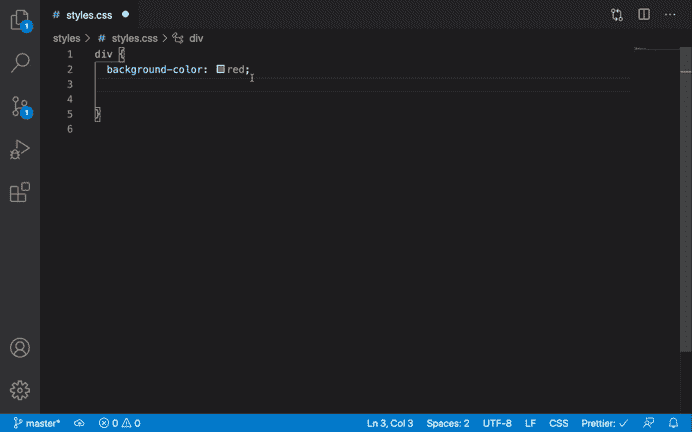 styles.css
1
styles > # styles.css > div
1 div {
2 background-color: red;
3
4
1
5 }
6
master* 0 0 Ln 3, Col 3 Spaces: 2 UTF-8 LF CSS Prettier: ✓